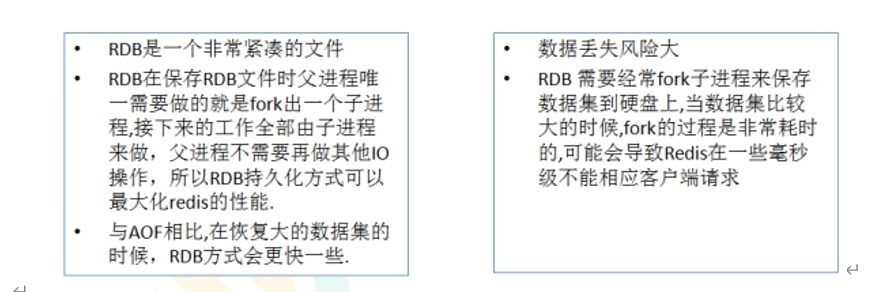 • RDB是一个非常紧凑的文件
• RDB在保存RDB文件时父进程唯
一需要做的就是fork出一个子进
程,接下来的工作全部由子进程
来做，父进程不需要再做其他IO
操作，所以RDB持久化方式可以
最大化redis的性能.
• 与AOF相比,在恢复大的数据集的
时候，RDB方式会更快一些.
• 数据丢失风险大
• RDB 需要经常fork子进程来保存
数据集到硬盘上,当数据集比较
大的时候,fork的过程是非常耗时
的,可能会导致Redis在一些毫秒
级不能相应客户端请求